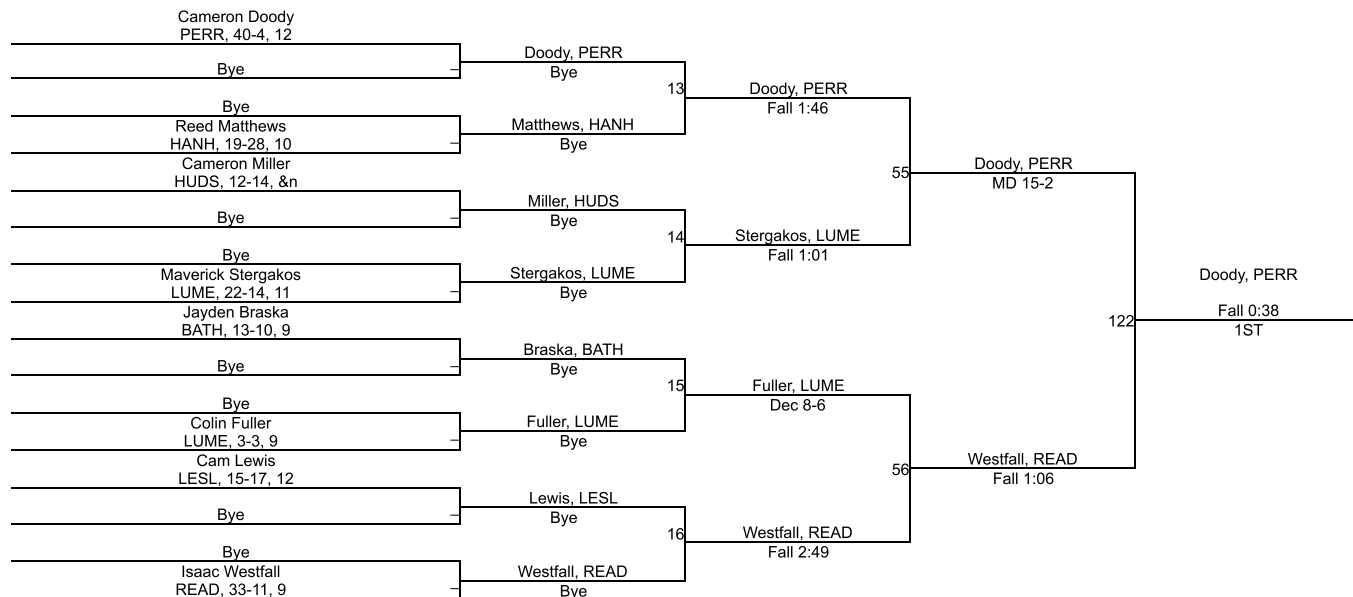 Cameron Doody
PERR, 40-4, 12
Bye
Bye
Reed Matthews
HANH, 19-28, 10
Cameron Miller
HUDS, 12-14, &n
Bye
Bye
Maverick Stergakos
LUME, 22-14, 11
Jayden Braska
BATH, 13-10, 9
Bye
Bye
Colin Fuller
LUME, 3-3, 9
Cam Lewis
LESL, 15-17, 12
Bye
Bye
Isaac Westfall
READ, 33-11, 9
Doody, PERR
Bye
13
Matthews, HANH
Bye
Miller, HUDS
Bye
14
Stergakos, LUME
Bye
Braska, BATH
Bye
15
Fuller, LUME
Bye
Lewis, LESL
Bye
16
Westfall, READ
Bye
Doody, PERR
Fall 1:46
55
Stergakos, LUME
Fall 1:01
Fuller, LUME
Dec 8-6
56
Westfall, READ
Fall 2:49
Doody, PERR
MD 15-2
122
Westfall, READ
Fall 1:06
Doody, PERR
Fall 0:38
1ST